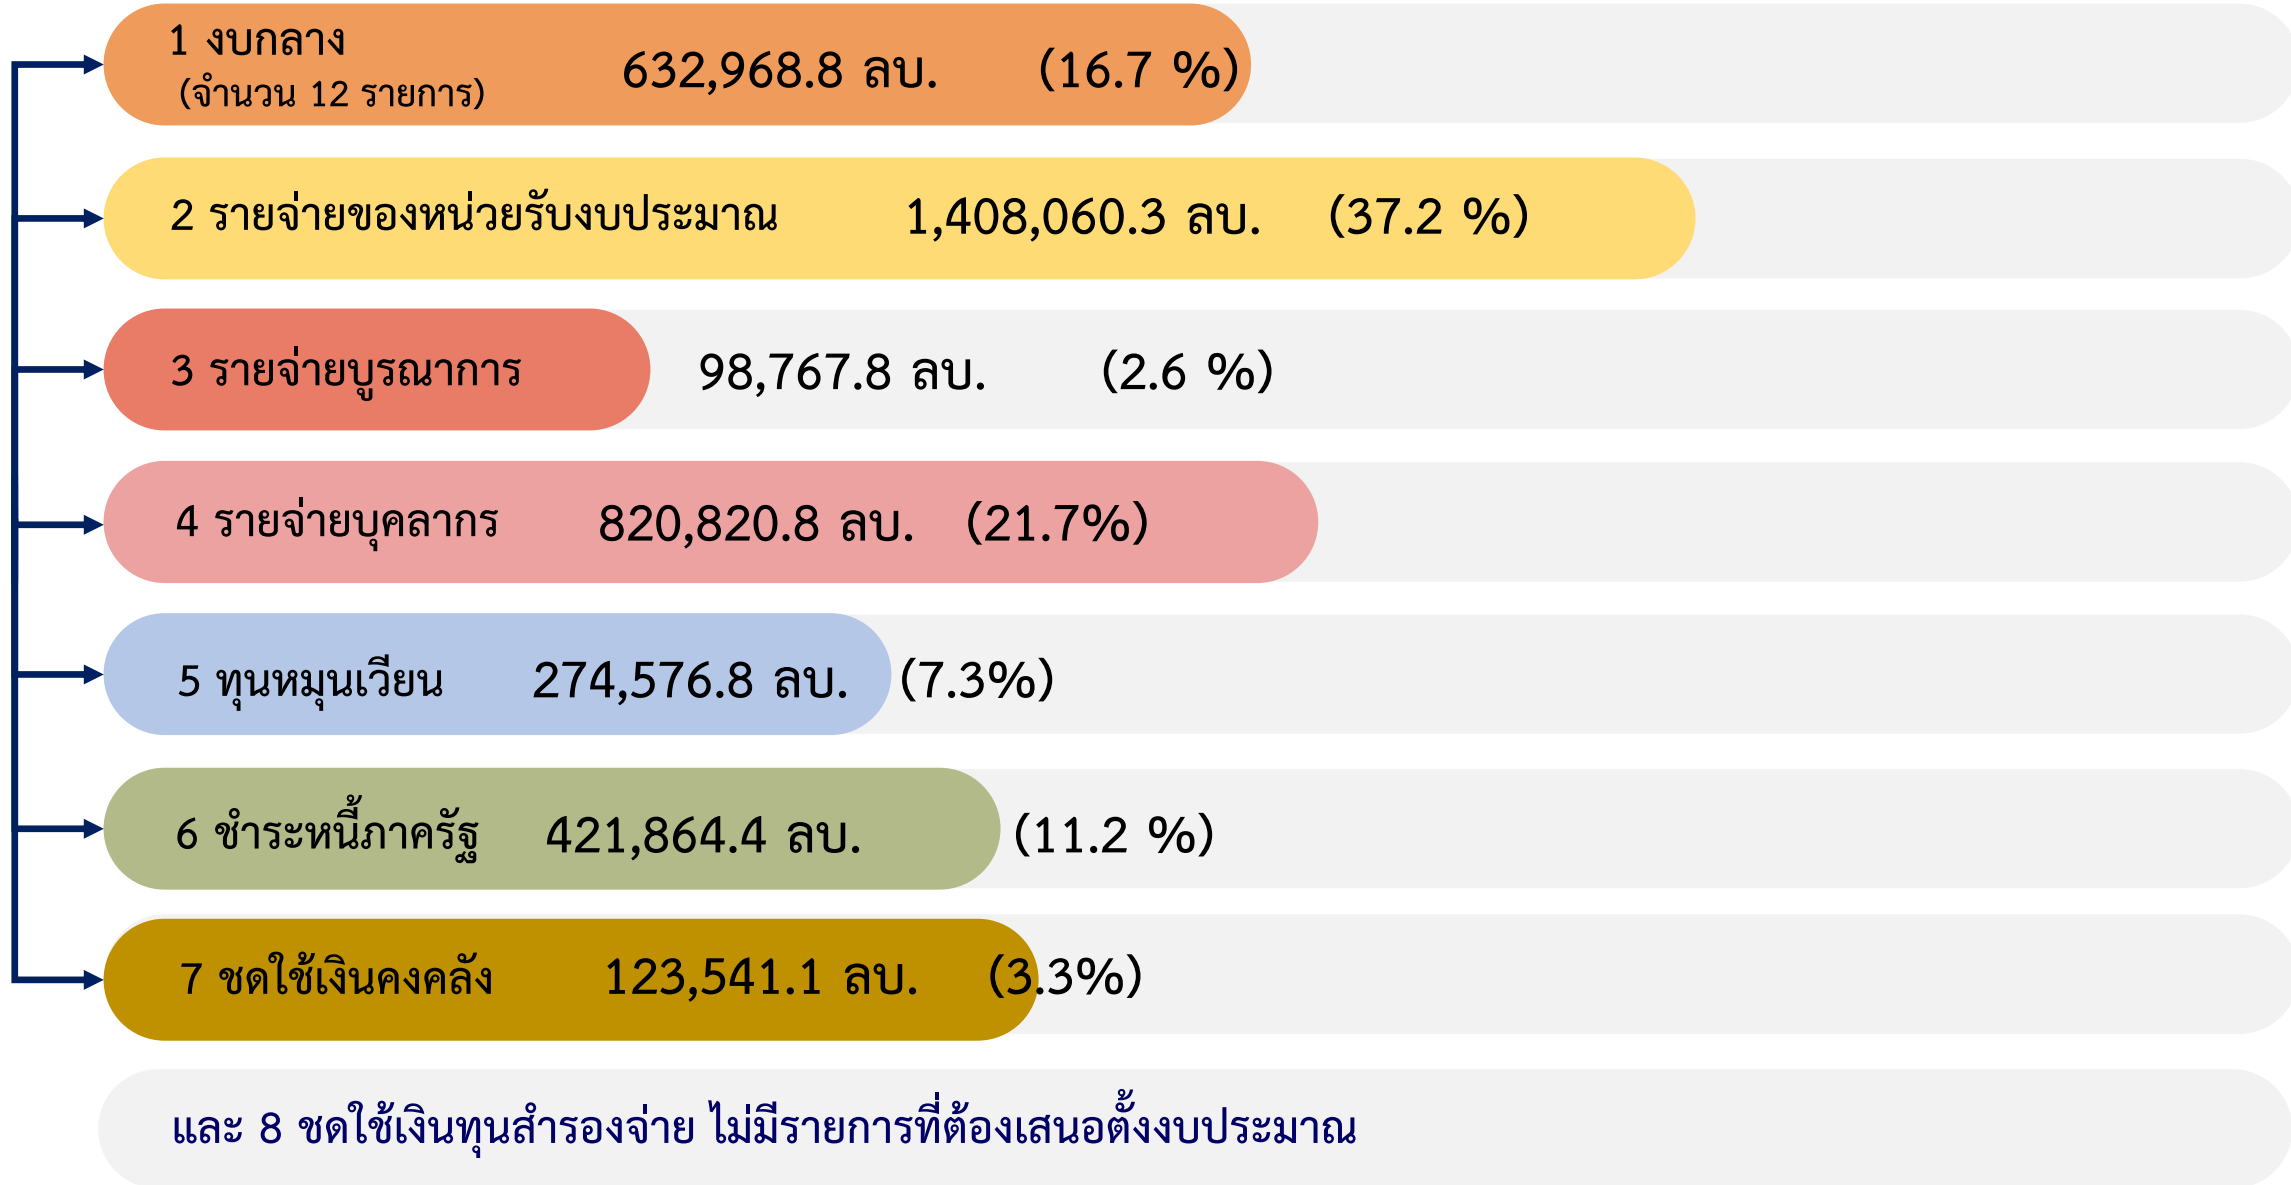 1 งบกลาง
(จำนวน 12 รายการ) 632,968.8 ลบ. (16.7 %)
2 รายจ่ายของหน่วยรับงบประมาณ 1,408,060.3 ลบ. (37.2 %)
3 รายจ่ายบูรณาการ 98,767.8 ลบ. (2.6 %)
4 รายจ่ายบุคลากร 820,820.8 ลบ. (21.7%)
5 ทุนหมุนเวียน 274,576.8 ลบ. (7.3%)
6 ชำระหนี้ภาครัฐ 421,864.4 ลบ. (11.2 %)
7 ชดใช้เงินคงคลัง 123,541.1 ลบ. (3.3%)
และ 8 ชดใช้เงินทุนสำรองจ่าย ไม่มีรายการที่ต้องเสนอตั้งงบประมาณ